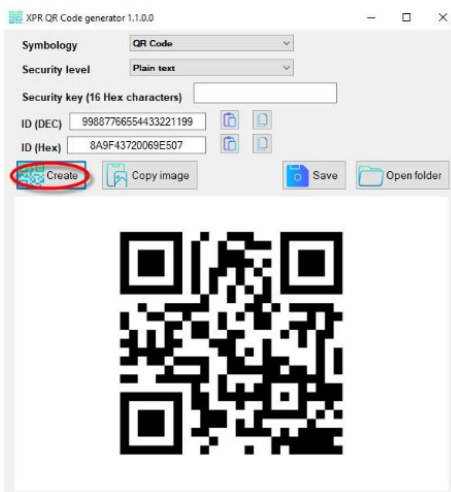 XPR QR Code generator 1.1.0.0
Symbology QR Code
Security level Plain text
Security key (16 Hex characters)
ID (DEC) 99887766554433221199
ID (Hex) 8A9F43720069E507
Create Copy image Save Open folder